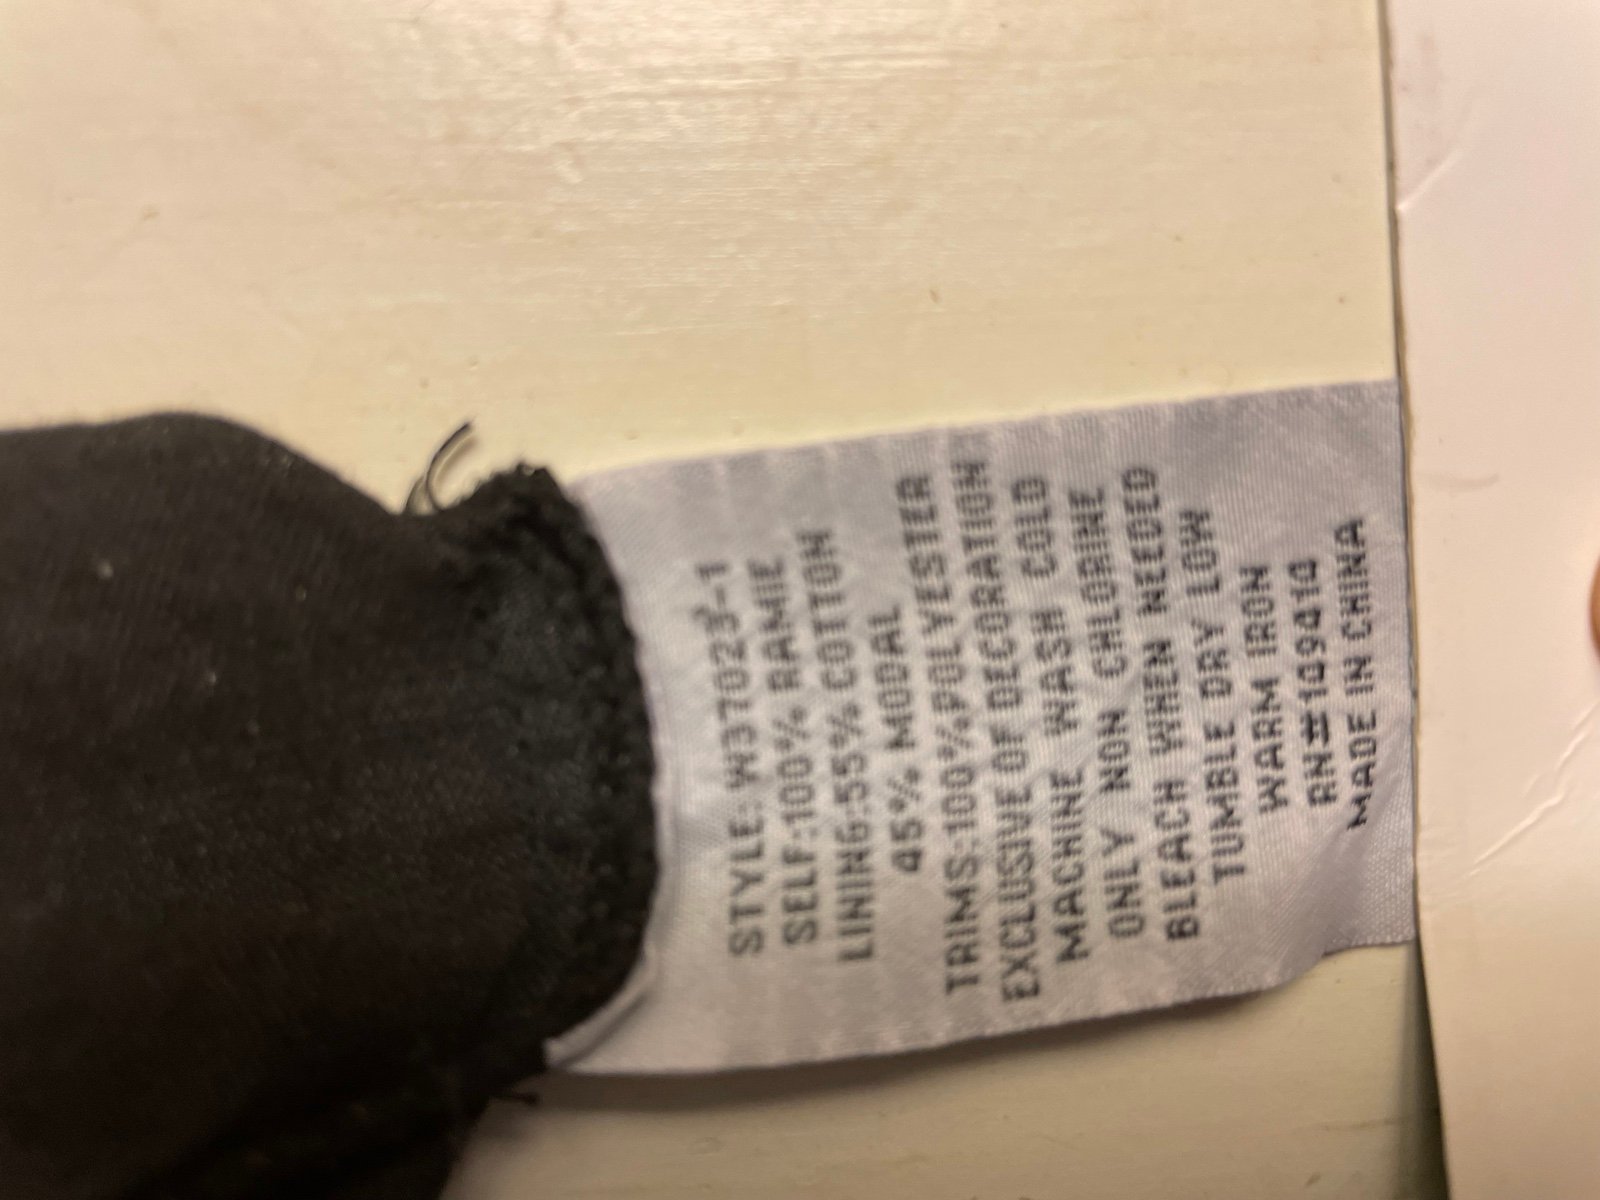 STYLE: W37023-1
SELF:100% RAMIE
LINING:55% COTTON
45% MODAL
TRIMS:100%POLYESTER
EXCLUSIVE OF DECORATION
MACHINE WASH COLD
ONLY NON CHLORINE
BLEACH WHEN NEEDED
TUMBLE DRY LOW
WARM IRON
RN#109410
MADE IN CHINA